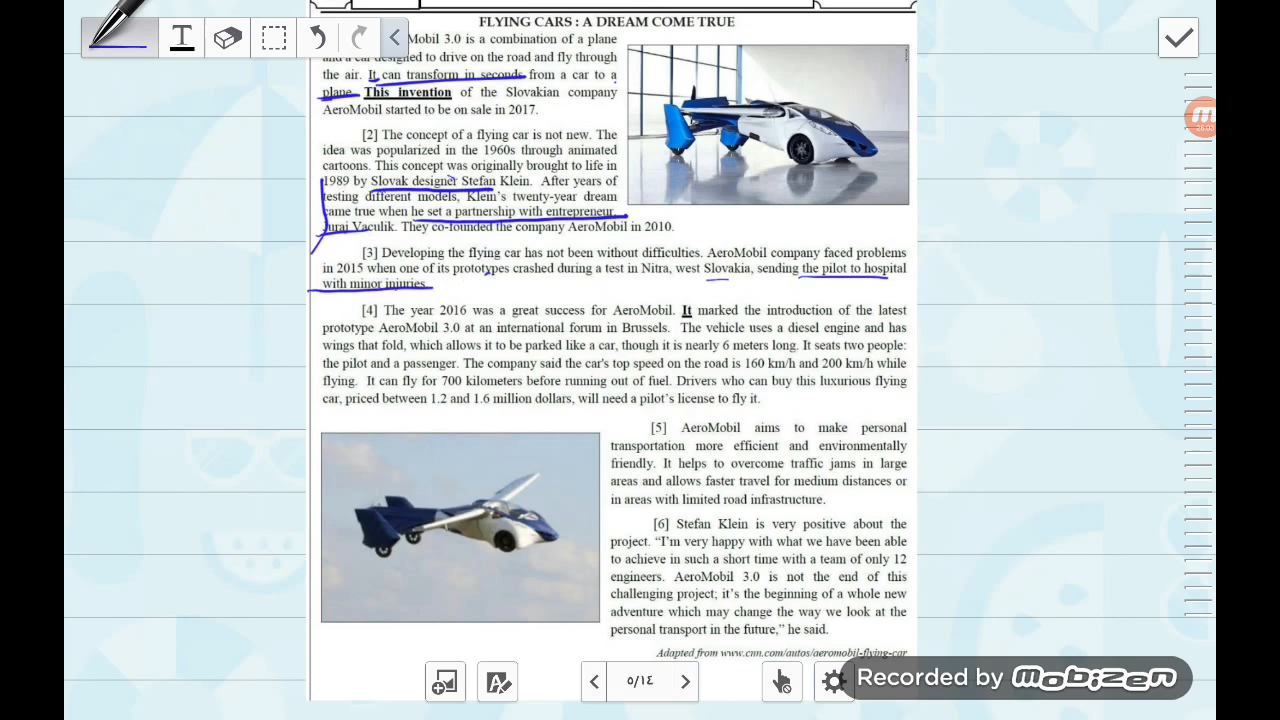 FLYING CARS : A DREAM COME TRUE
Mobil 3.0 is a combination of a plane
and a car designed to drive on the road and fly through
the air. It can transform in seconds from a car to a
plane. This invention of the Slovakian company
AeroMobil started to be on sale in 2017.
[2] The concept of a flying car is not new. The
idea was popularized in the 1960s through animated
cartoons. This concept was originally brought to life in
1989 by Slovak designer Stefan Klein. After years of
testing different models, Klein's twenty-year dream
came true when he set a partnership with entrepreneur,
Juraj Vaculik. They co-founded the company AeroMobil in 2010.
[3] Developing the flying car has not been without difficulties. AeroMobil company faced problems
in 2015 when one of its prototypes crashed during a test in Nitra, west Slovakia, sending the pilot to hospital
with minor injuries.
[4] The year 2016 was a great success for AeroMobil. It marked the introduction of the latest
prototype AeroMobil 3.0 at an international forum in Brussels. The vehicle uses a diesel engine and has
wings that fold, which allows it to be parked like a car, though it is nearly 6 meters long. It seats two people:
the pilot and a passenger. The company said the car's top speed on the road is 160 km/h and 200 km/h while
flying. It can fly for 700 kilometers before running out of fuel. Drivers who can buy this luxurious flying
car, priced between 1.2 and 1.6 million dollars, will need a pilot's license to fly it.
[5] AeroMobil aims to make personal
transportation more efficient and environmentally
friendly. It helps to overcome traffic jams in large
areas and allows faster travel for medium distances or
in areas with limited road infrastructure.
[6] Stefan Klein is very positive about the
project. “I'm very happy with what we have been able
to achieve in such a short time with a team of only 12
engineers. AeroMobil 3.0 is not the end of this
challenging project; it's the beginning of a whole new
adventure which may change the way we look at the
personal transport in the future,” he said.
Adapted from www.cnn.com/autos/aeromobil-flying-car
٥/١٤
Recorded by mobizen